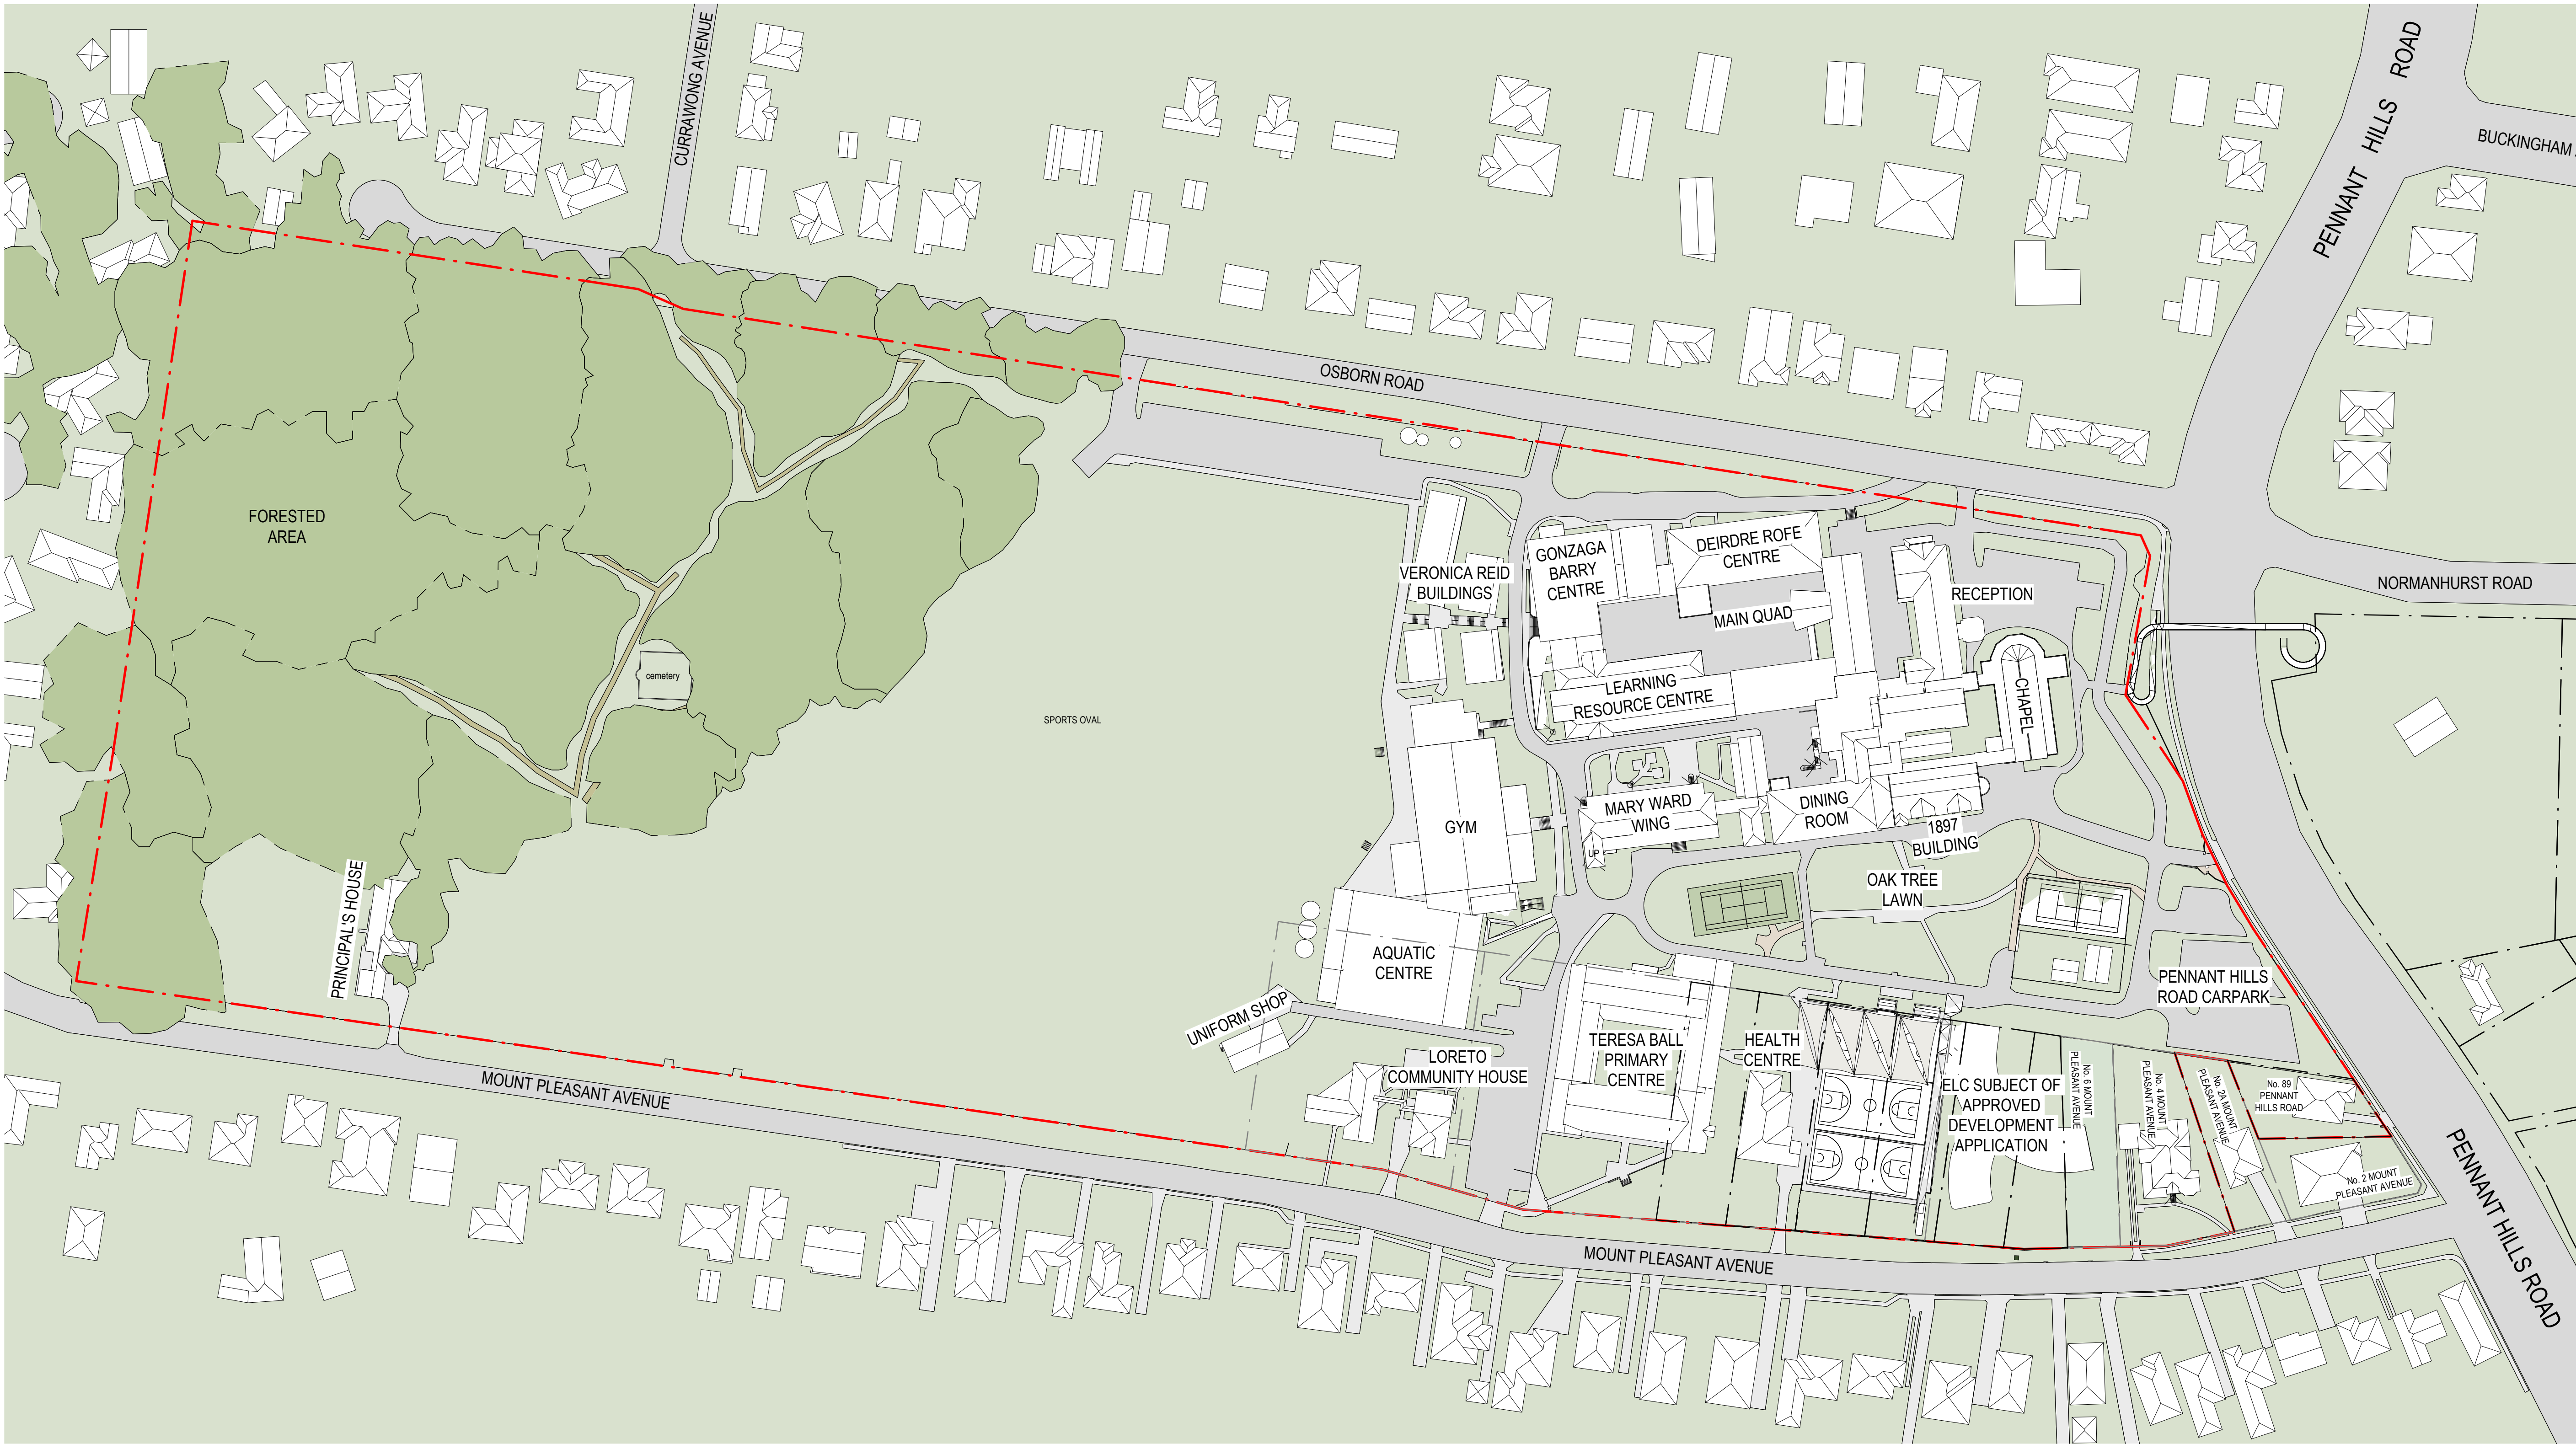 CURRAWONG AVENUE
PENNANT HILLS ROAD
BUCKINGHAM
OSBORN ROAD
NORMANHURST ROAD
FORESTED
AREA
cemetery
SPORTS OVAL
PRINCIPAL'S HOUSE
VERONICA REID
BUILDINGS
GONZAGA
BARRY
CENTRE
DEIRDRE ROFE
CENTRE
MAIN QUAD
RECEPTION
LEARNING
RESOURCE CENTRE
CHAPEL
GYM
MARY WARD
WING
UP
DINING
ROOM
1897
BUILDING
OAK TREE
LAWN
AQUATIC
CENTRE
UNIFORM SHOP
LORETO
COMMUNITY HOUSE
TERESA BALL
PRIMARY
CENTRE
HEALTH
CENTRE
PENNANT HILLS
ROAD CARPARK
ELC SUBJECT OF
APPROVED
DEVELOPMENT
APPLICATION
No. 6 MOUNT
PLEASANT AVENUE
No. 4 MOUNT
PLEASANT AVENUE
No. 2A MOUNT
PLEASANT AVENUE
No. 89
PENNANT
HILLS ROAD
No. 2 MOUNT
PLEASANT AVENUE
MOUNT PLEASANT AVENUE
MOUNT PLEASANT AVENUE
PENNANT HILLS ROAD